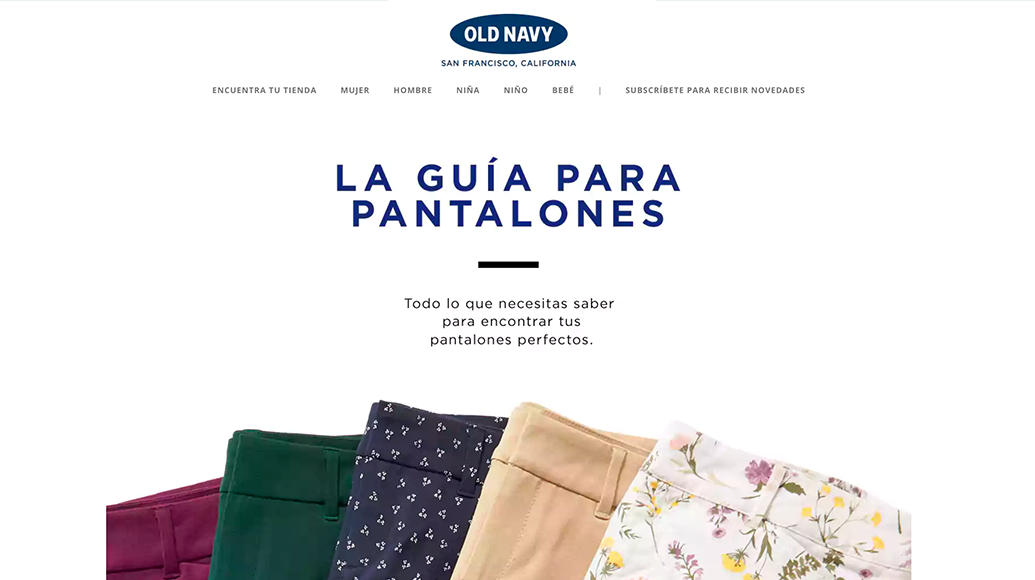 OLD NAVY
SAN FRANCISCO, CALIFORNIA
ENCUENTRA TU TIENDA MUJER HOMBRE NIÑA NIÑO BEBÉ | SUBSCRÍBETE PARA RECIBIR NOVEDADES
LA GUÍA PARA
PANTALONES
Todo lo que necesitas saber
para encontrar tus
pantalones perfectos.